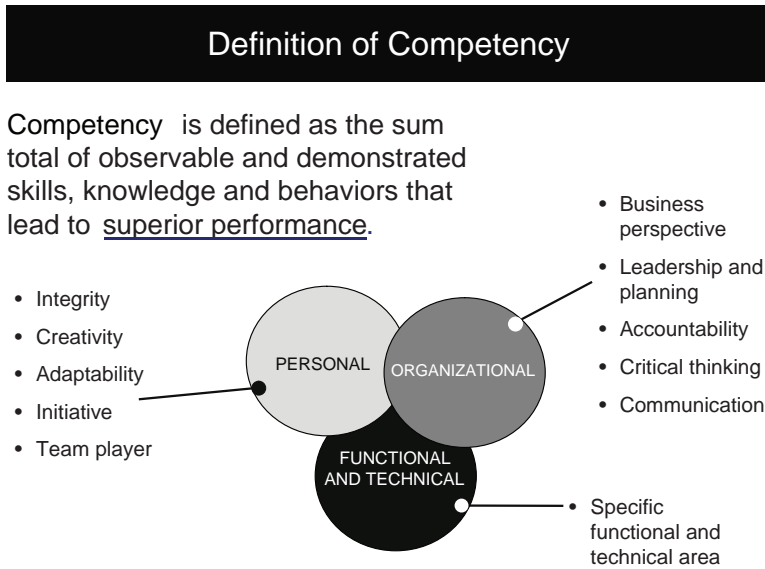 Definition of Competency
Competency is defined as the sum
total of observable and demonstrated
skills, knowledge and behaviors that
lead to superior performance.
• Integrity
• Creativity
• Adaptability
• Initiative
• Team player
PERSONAL
ORGANIZATIONAL
FUNCTIONAL
AND TECHNICAL
• Business
perspective
• Leadership and
planning
• Accountability
• Critical thinking
• Communication
• Specific
functional and
technical area